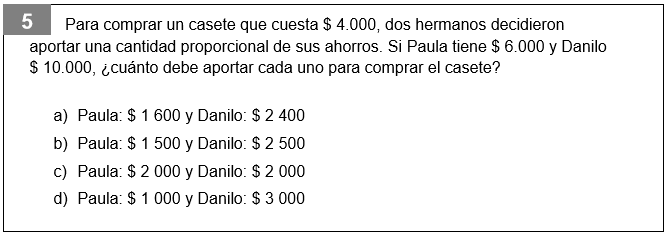 5 Para comprar un casete que cuesta $ 4.000, dos hermanos decidieron
aportar una cantidad proporcional de sus ahorros. Si Paula tiene $ 6.000 y Danilo
$ 10.000, ¿cuánto debe aportar cada uno para comprar el casete?
a) Paula: $ 1 600 y Danilo: $ 2 400
b) Paula: $ 1 500 y Danilo: $ 2 500
c) Paula: $ 2 000 y Danilo: $ 2 000
d) Paula: $ 1 000 y Danilo: $ 3 000